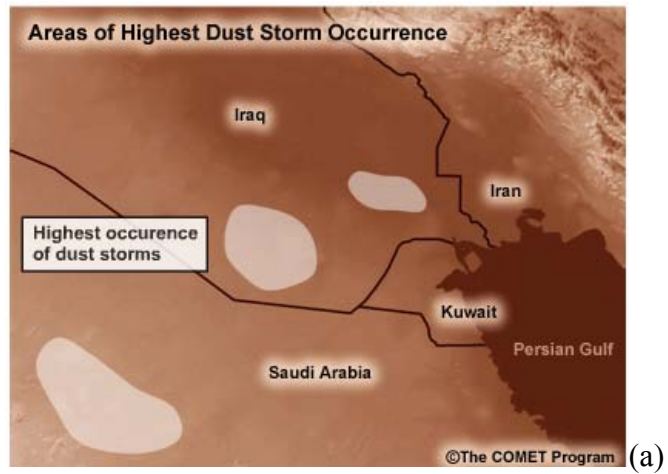 Areas of Highest Dust Storm Occurrence
Iraq
Iran
Highest occurence
of dust storms
Kuwait
Persian Gulf
Saudi Arabia
©The COMET Program
(a)